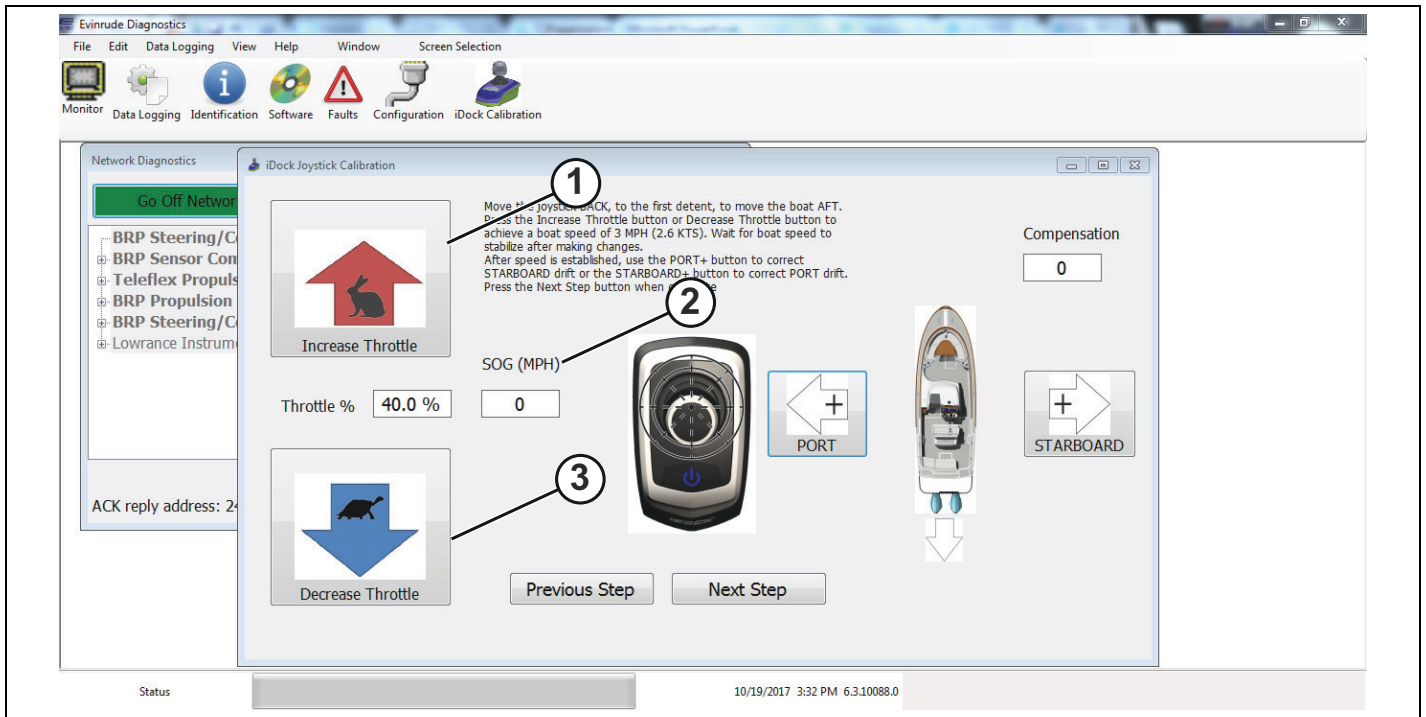 Evinrude Diagnostics
File Edit Data Logging View Help Window Screen Selection
Monitor Data Logging Identification Software Faults Configuration iDock Calibration
Network Diagnostics
iDock Joystick Calibration
Go Off Networ
BRP Steering/C
BRP Sensor Con
Teleflex Propuls
BRP Propulsion
BRP Steering/C
Lowrance Instrum
ACK reply address: 24
1
Move the joystick BACK, to the first detent, to move the boat AFT.
Press the Increase Throttle button or Decrease Throttle button to
achieve a boat speed of 3 MPH (2.6 KTS). Wait for boat speed to
stabilize after making changes.
After speed is established, use the PORT+ button to correct
STARBOARD drift or the STARBOARD+ button to correct PORT drift.
Press the Next Step button when
Compensation
0
2
Increase Throttle
SOG (MPH)
Throttle % 40.0 % 0
+
PORT
+
STARBOARD
3
Decrease Throttle
Previous Step Next Step
Status 10/19/2017 3:32 PM 6.3.10088.0